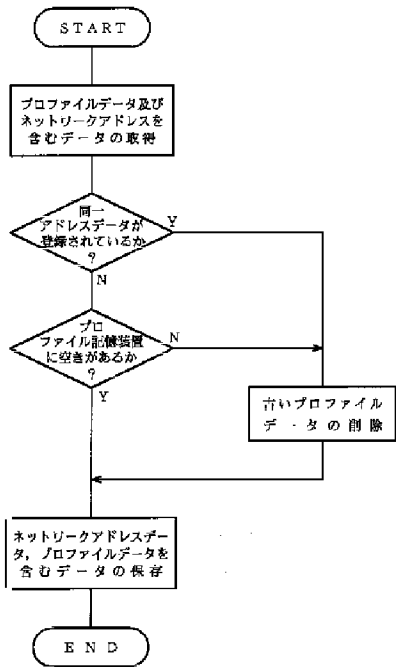 START
プロファイルデータ及び
ネットワークアドレスを
含むデータの取得
同一
アドレスデータが
登録されているか
?
Y
N
プロ
ファイル記憶装置
に空きがあるか
?
N
Y
古いプロファイル
データの削除
ネットワークアドレスデー
タ,プロファイルデータを
含むデータの保存
END